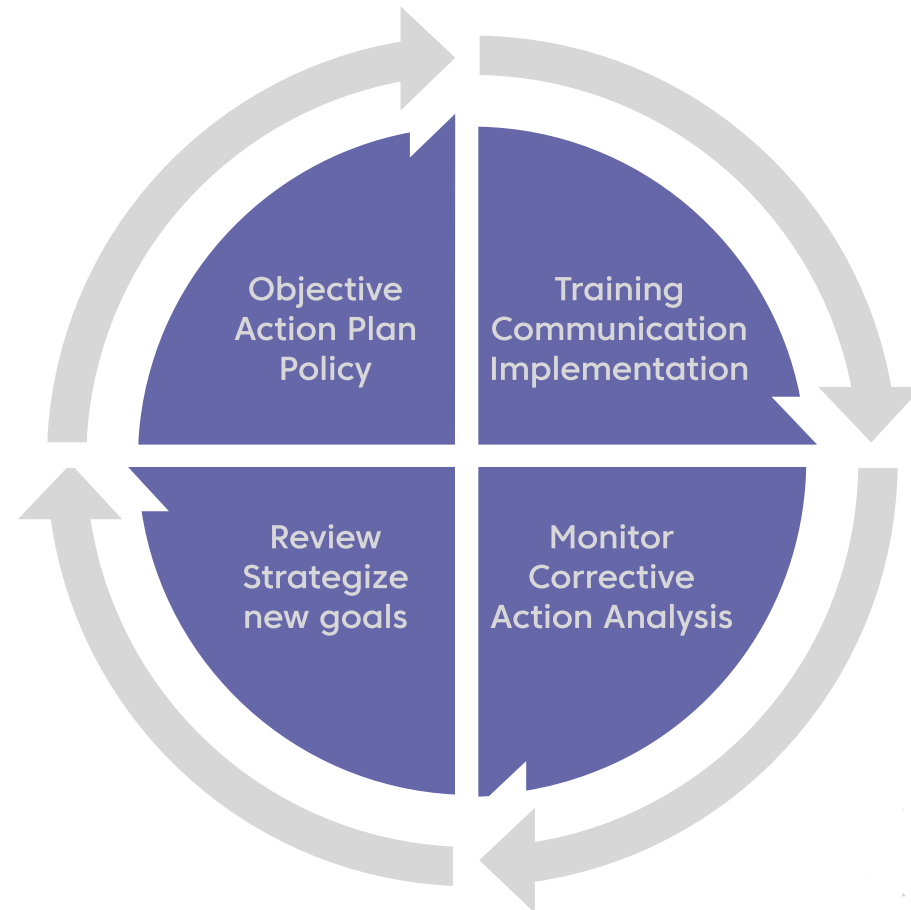 Objective
Action Plan
Policy
Training
Communication
Implementation
Review
Strategize
new goals
Monitor
Corrective
Action Analysis